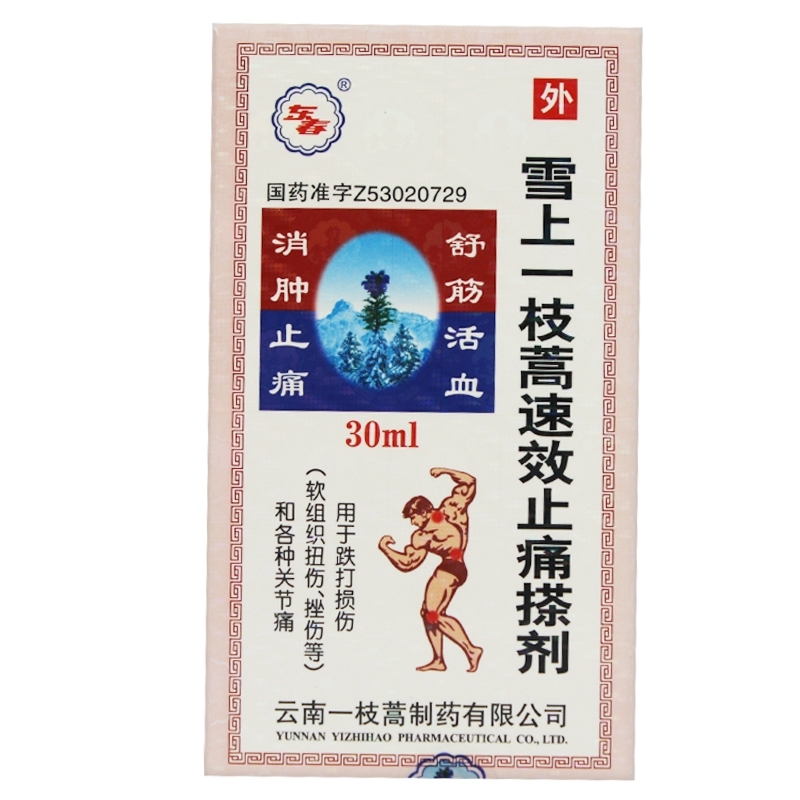 东春
®
外
雪上一枝蒿速效止痛搽剂
国药准字Z53020729
舒筋活血
消肿止痛
30ml
用于跌打损伤
（软组织扭伤、挫伤等）
和各种关节痛
云南一枝蒿制药有限公司
YUNNAN YIZHIHAO PHARMACEUTICAL CO., LTD.